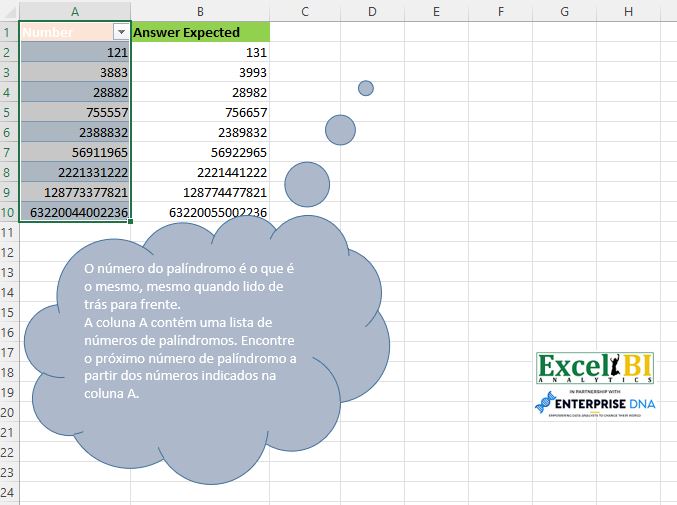 A B C D E F G H
1 Number Answer Expected
2 121 131
3 3883 3993
4 28882 28982
5 755557 756657
6 2388832 2389832
7 56911965 56922965
8 2221331222 2221441222
9 128773377821 128774477821
10 63220044002236 63220055002236
11
12
O número do palíndromo é o que é
13
o mesmo, mesmo quando lido de
14
trás para frente.
15
A coluna A contém uma lista de
16
números de palíndromos. Encontre
17
o próximo número de palíndromo a
18
partir dos números indicados na
19
coluna A.
20
21
22
23
24
Excel BI
ANALYTICS
IN PARTNERSHIP WITH
ENTERPRISE DNA
EMPOWERING DATA ANALYSTS TO CHANGE THEIR WORLD